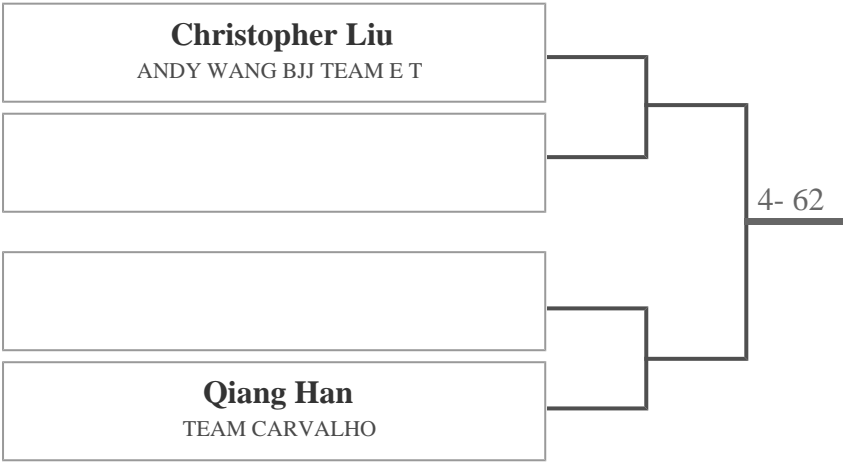 Christopher Liu
ANDY WANG BJJ TEAM E T
4- 62
Qiang Han
TEAM CARVALHO